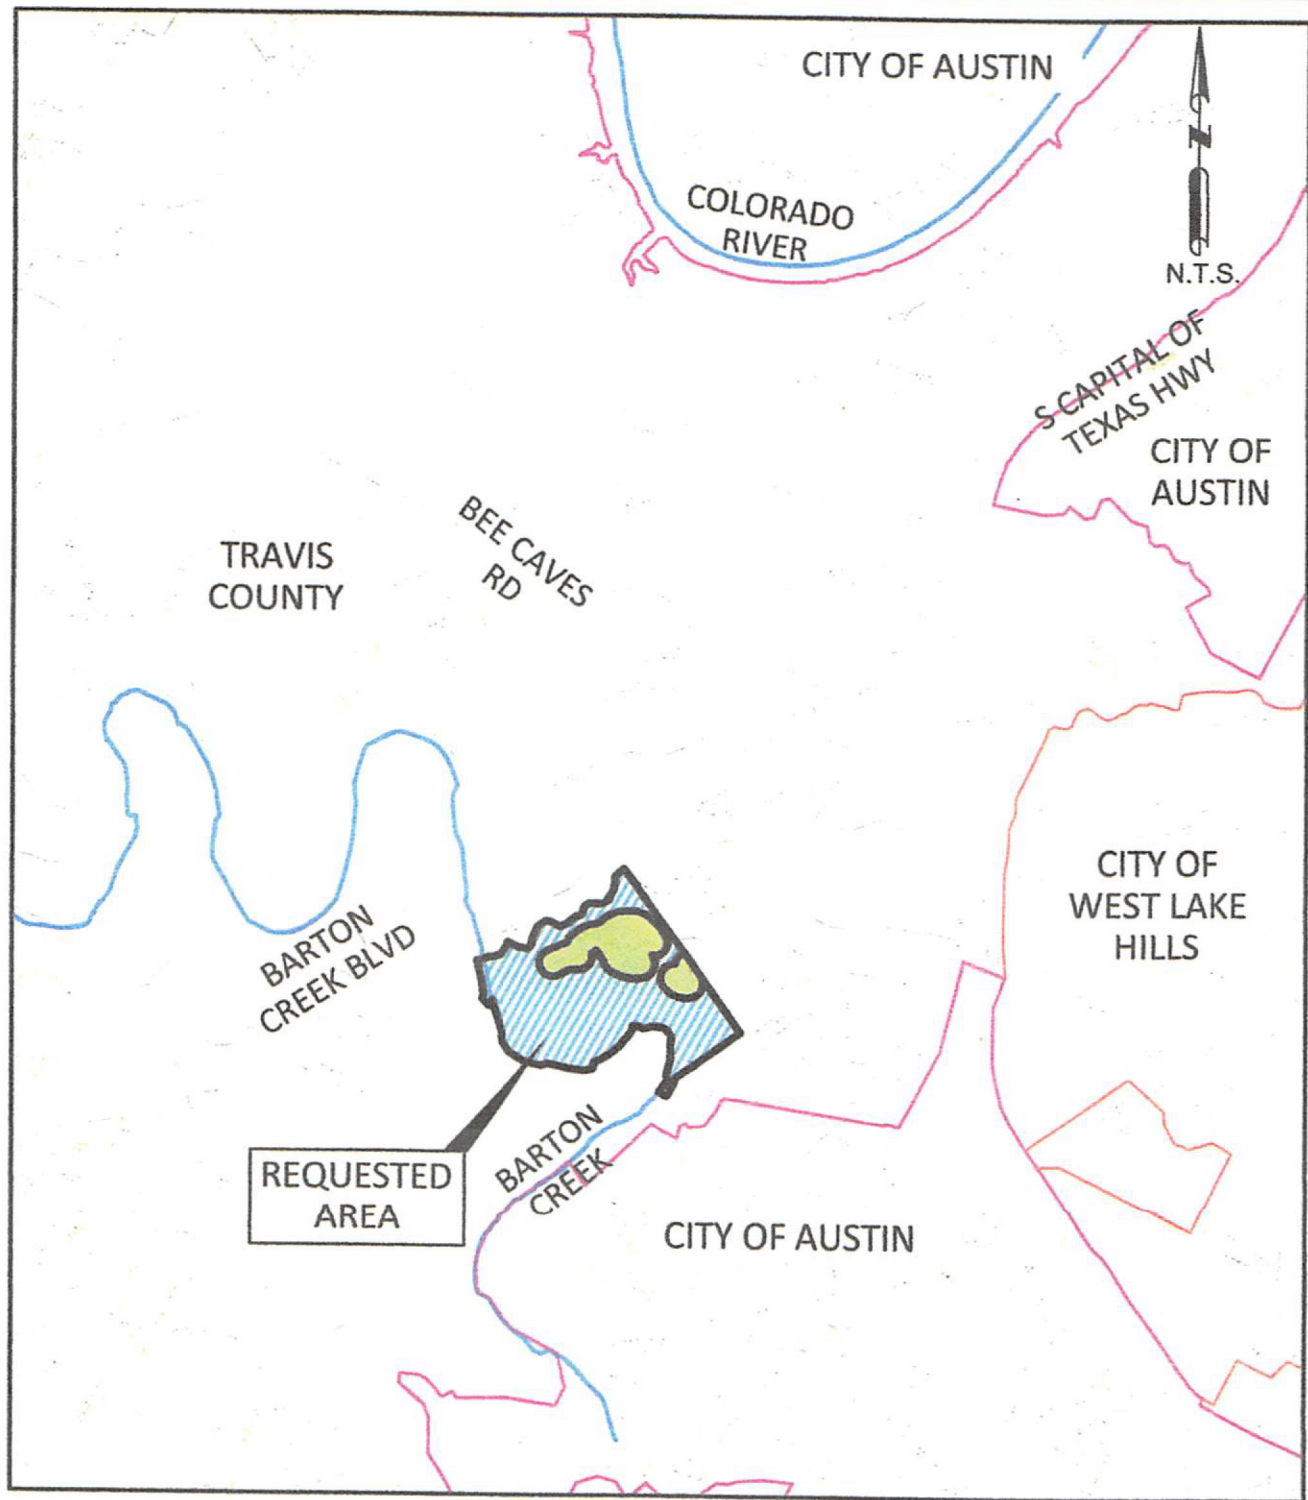 CITY OF AUSTIN
N
N.T.S.
COLORADO
RIVER
S CAPITAL OF
TEXAS HWY
CITY OF
AUSTIN
BEE CAVES
RD
TRAVIS
COUNTY
CITY OF
WEST LAKE
HILLS
BARTON
CREEK BLVD
REQUESTED
AREA
BARTON
CREEK
CITY OF AUSTIN